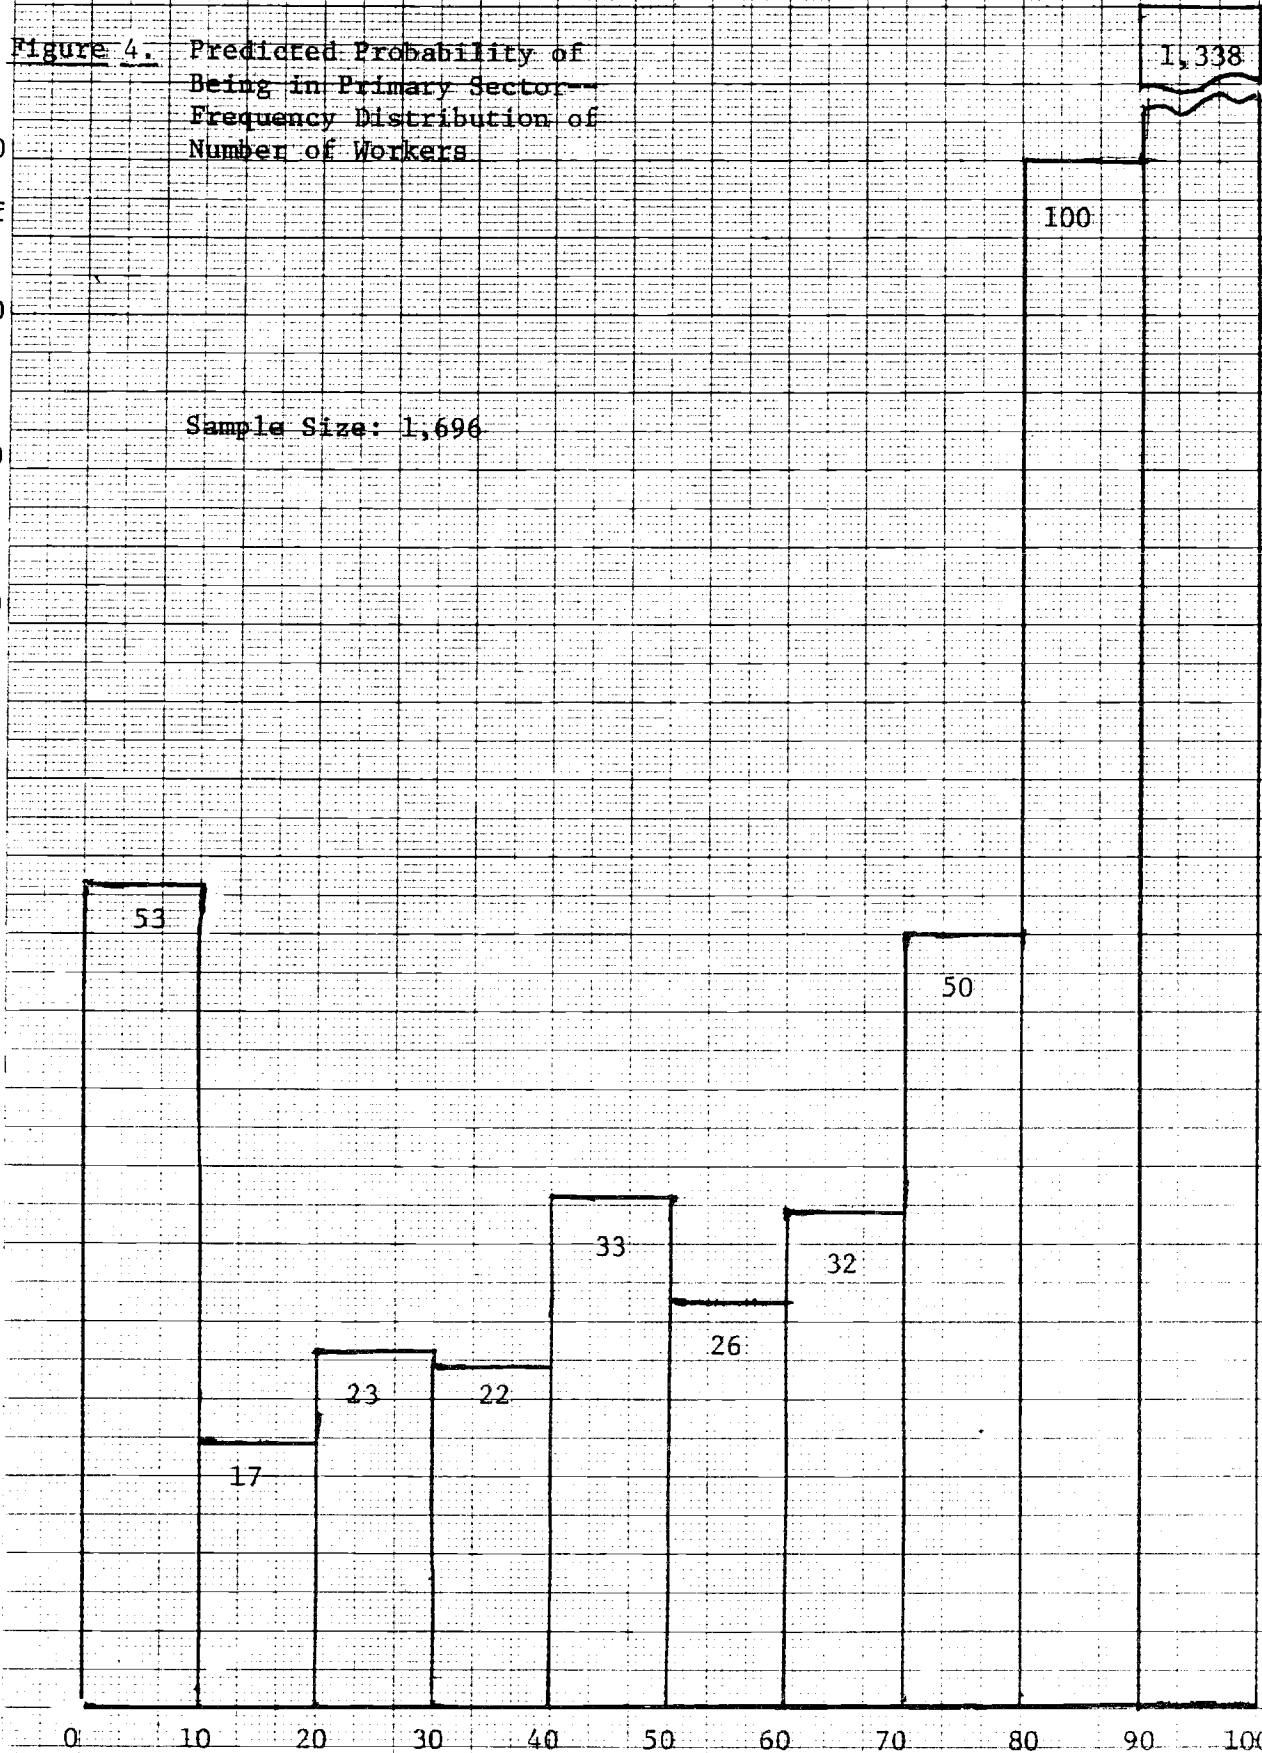 Figure 4. Predicted Probability of
Being in Primary Sector--
Frequency Distribution of
Number of Workers
Sample Size: 1,696
1,338
100
53
50
33
32
26
23
22
17
0 10 20 30 40 50 60 70 80 90